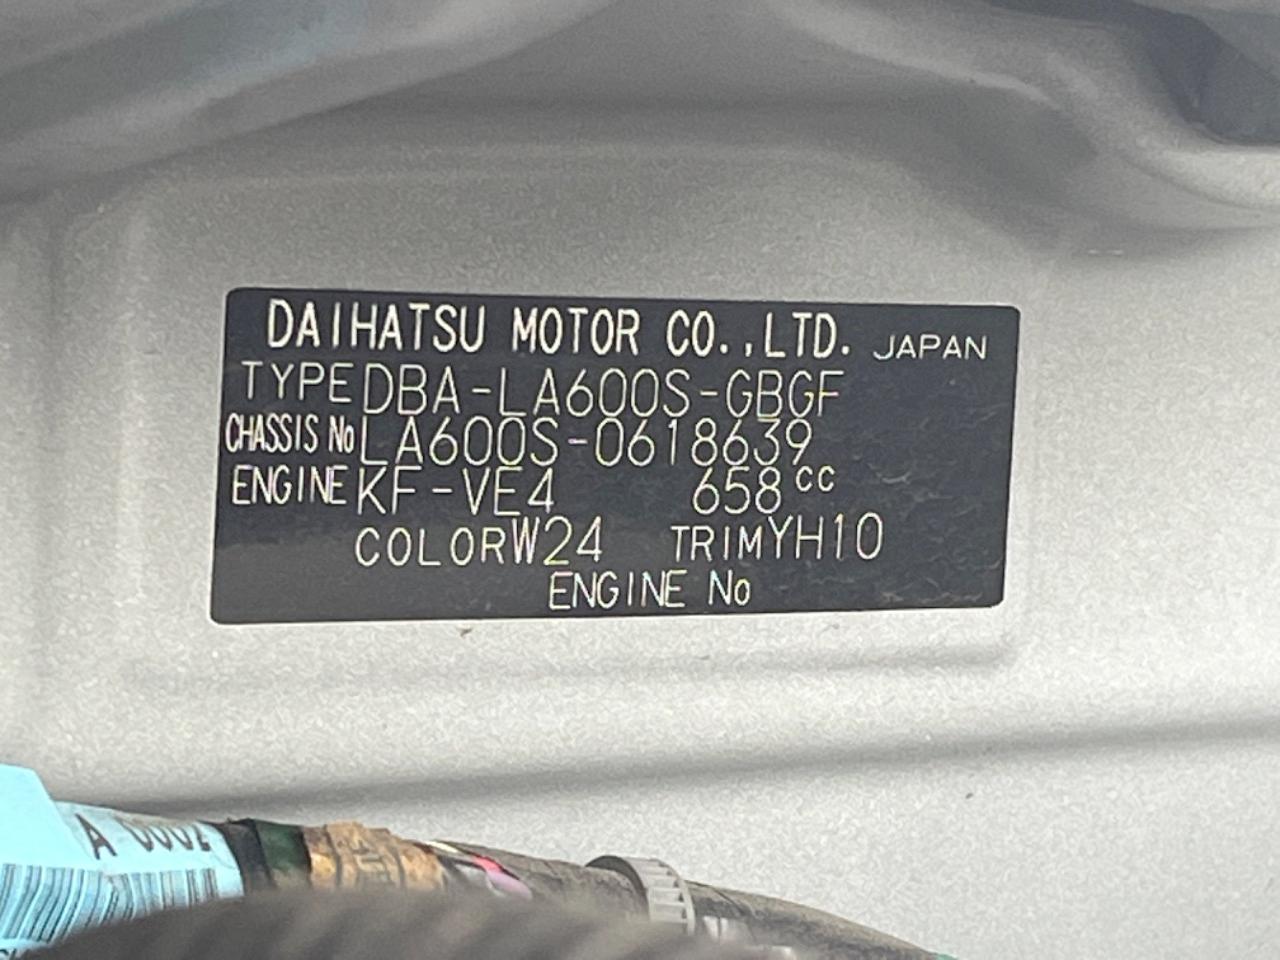 DAIHATSU MOTOR CO.,LTD. JAPAN
TYPE DBA-LA600S-GBGF
CHASSIS No LA600S-0618639
ENGINE KF-VE4 658cc
COLOR W24 TRIM YH10
ENGINE No
A 0002